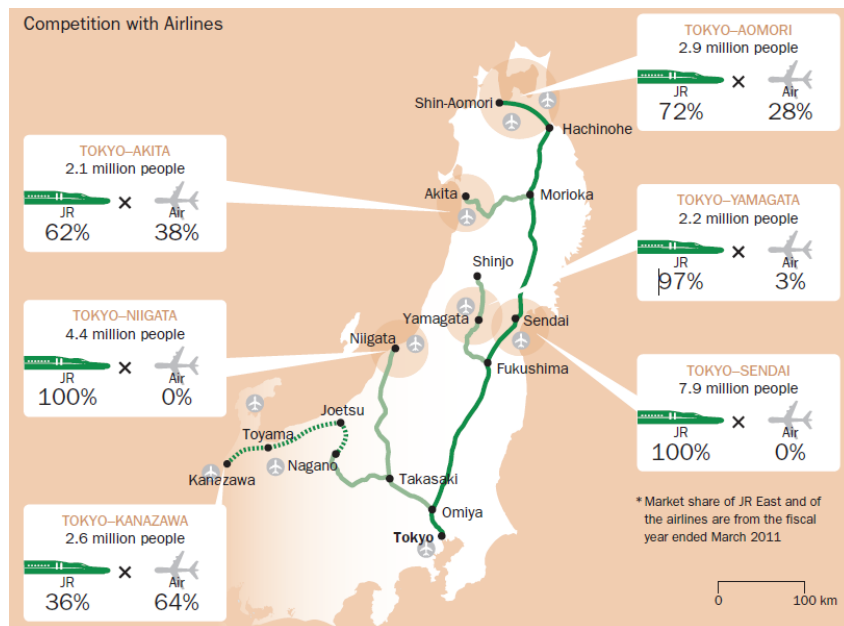 Competition with Airlines
TOKYO–AOMORI
2.9 million people
JR
Air
72%
28%
TOKYO–AKITA
2.1 million people
JR
Air
62%
38%
TOKYO–YAMAGATA
2.2 million people
JR
Air
97%
3%
TOKYO–NIIGATA
4.4 million people
JR
Air
100%
0%
TOKYO–SENDAI
7.9 million people
JR
Air
100%
0%
TOKYO–KANAZAWA
2.6 million people
JR
Air
36%
64%
Shin-Aomori
Hachinohe
Akita
Morioka
Shinjo
Yamagata
Sendai
Niigata
Fukushima
Joetsu
Toyama
Nagano
Kanazawa
Takasaki
Omiya
Tokyo
* Market share of JR East and of
the airlines are from the fiscal
year ended March 2011
0
100 km